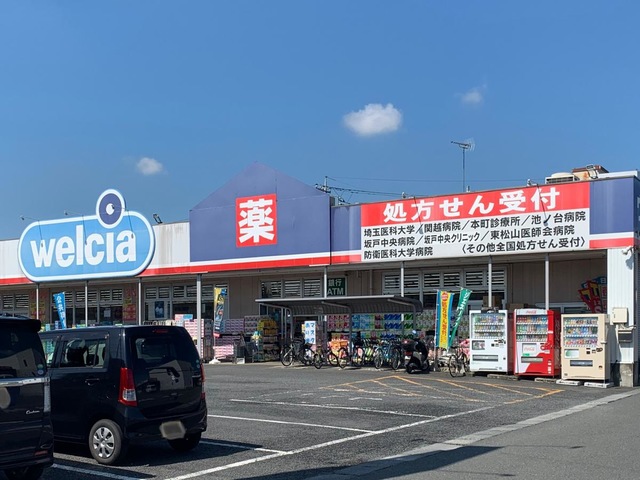 welcia
薬
処方せん受付
埼玉医科大学/関越病院/本町診療所/池ノ台病院
坂戸中央病院/坂戸中央クリニック/東松山医師会病院
防衛医科大学病院 〈その他全国処方せん受付〉
銀行
ATM